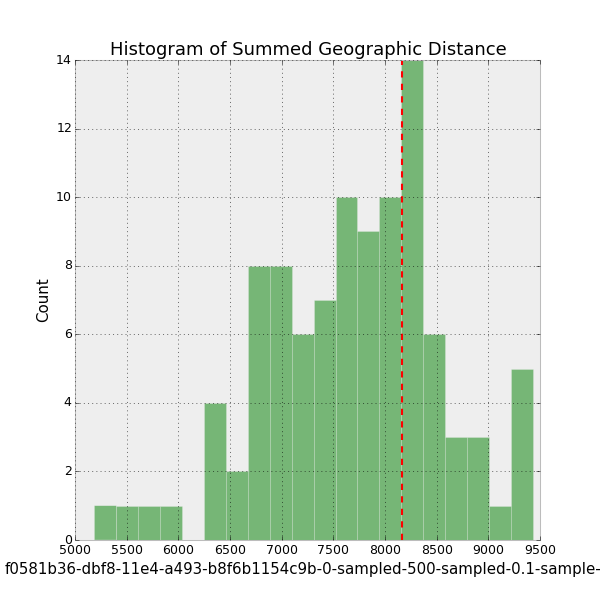 Histogram of Summed Geographic Distance
14
12
10
8
6
4
2
0
Count
5000 5500 6000 6500 7000 7500 8000 8500 9000 9500
f0581b36-dbf8-11e4-a493-b8f6b1154c9b-0-sampled-500-sampled-0.1-sample-